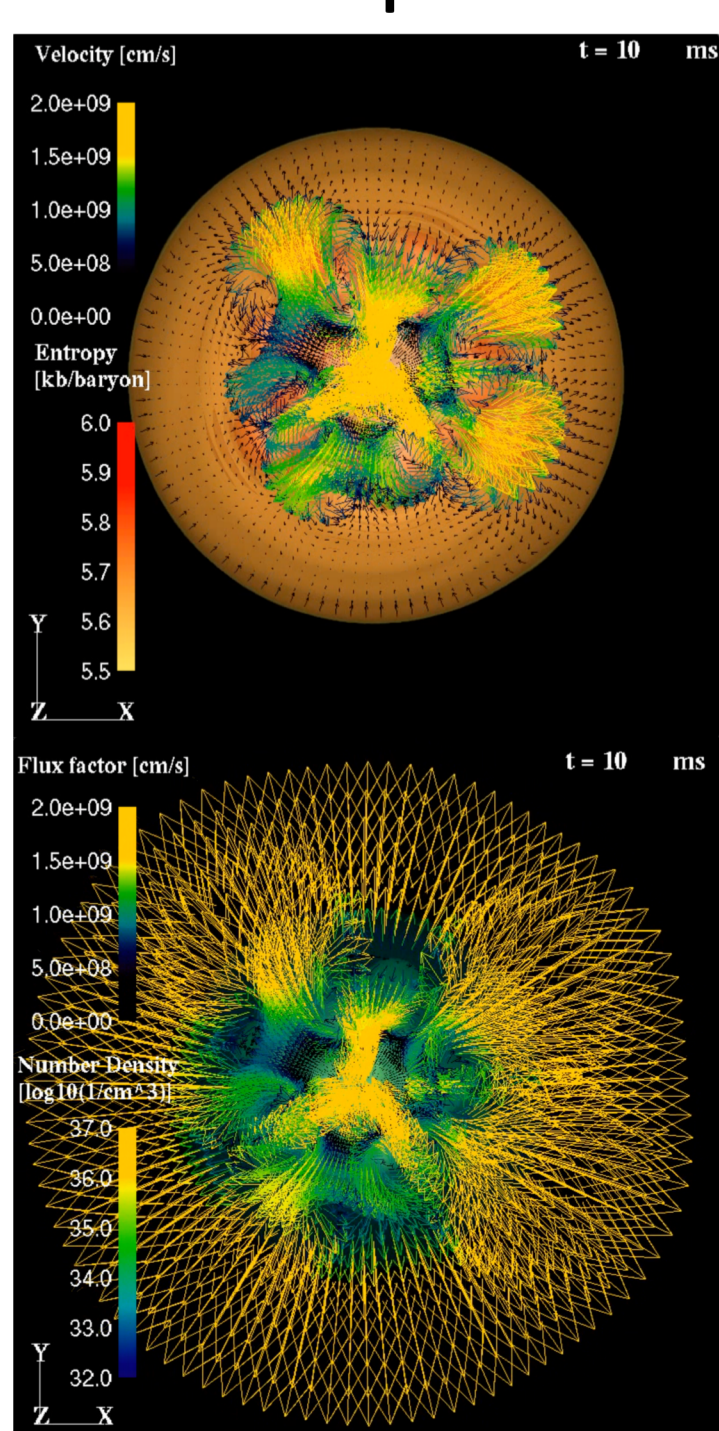 Velocity [cm/s]
t = 10 ms
2.0e+09
1.5e+09
1.0e+09
5.0e+08
0.0e+00
Entropy
[kb/baryon]
6.0
5.9
5.8
5.7
5.6
5.5
Y
Z X
Flux factor [cm/s]
t = 10 ms
2.0e+09
1.5e+09
1.0e+09
5.0e+08
0.0e+00
Number Density
[log10(1/cm^3)]
37.0
36.0
35.0
34.0
33.0
32.0
Y
Z X